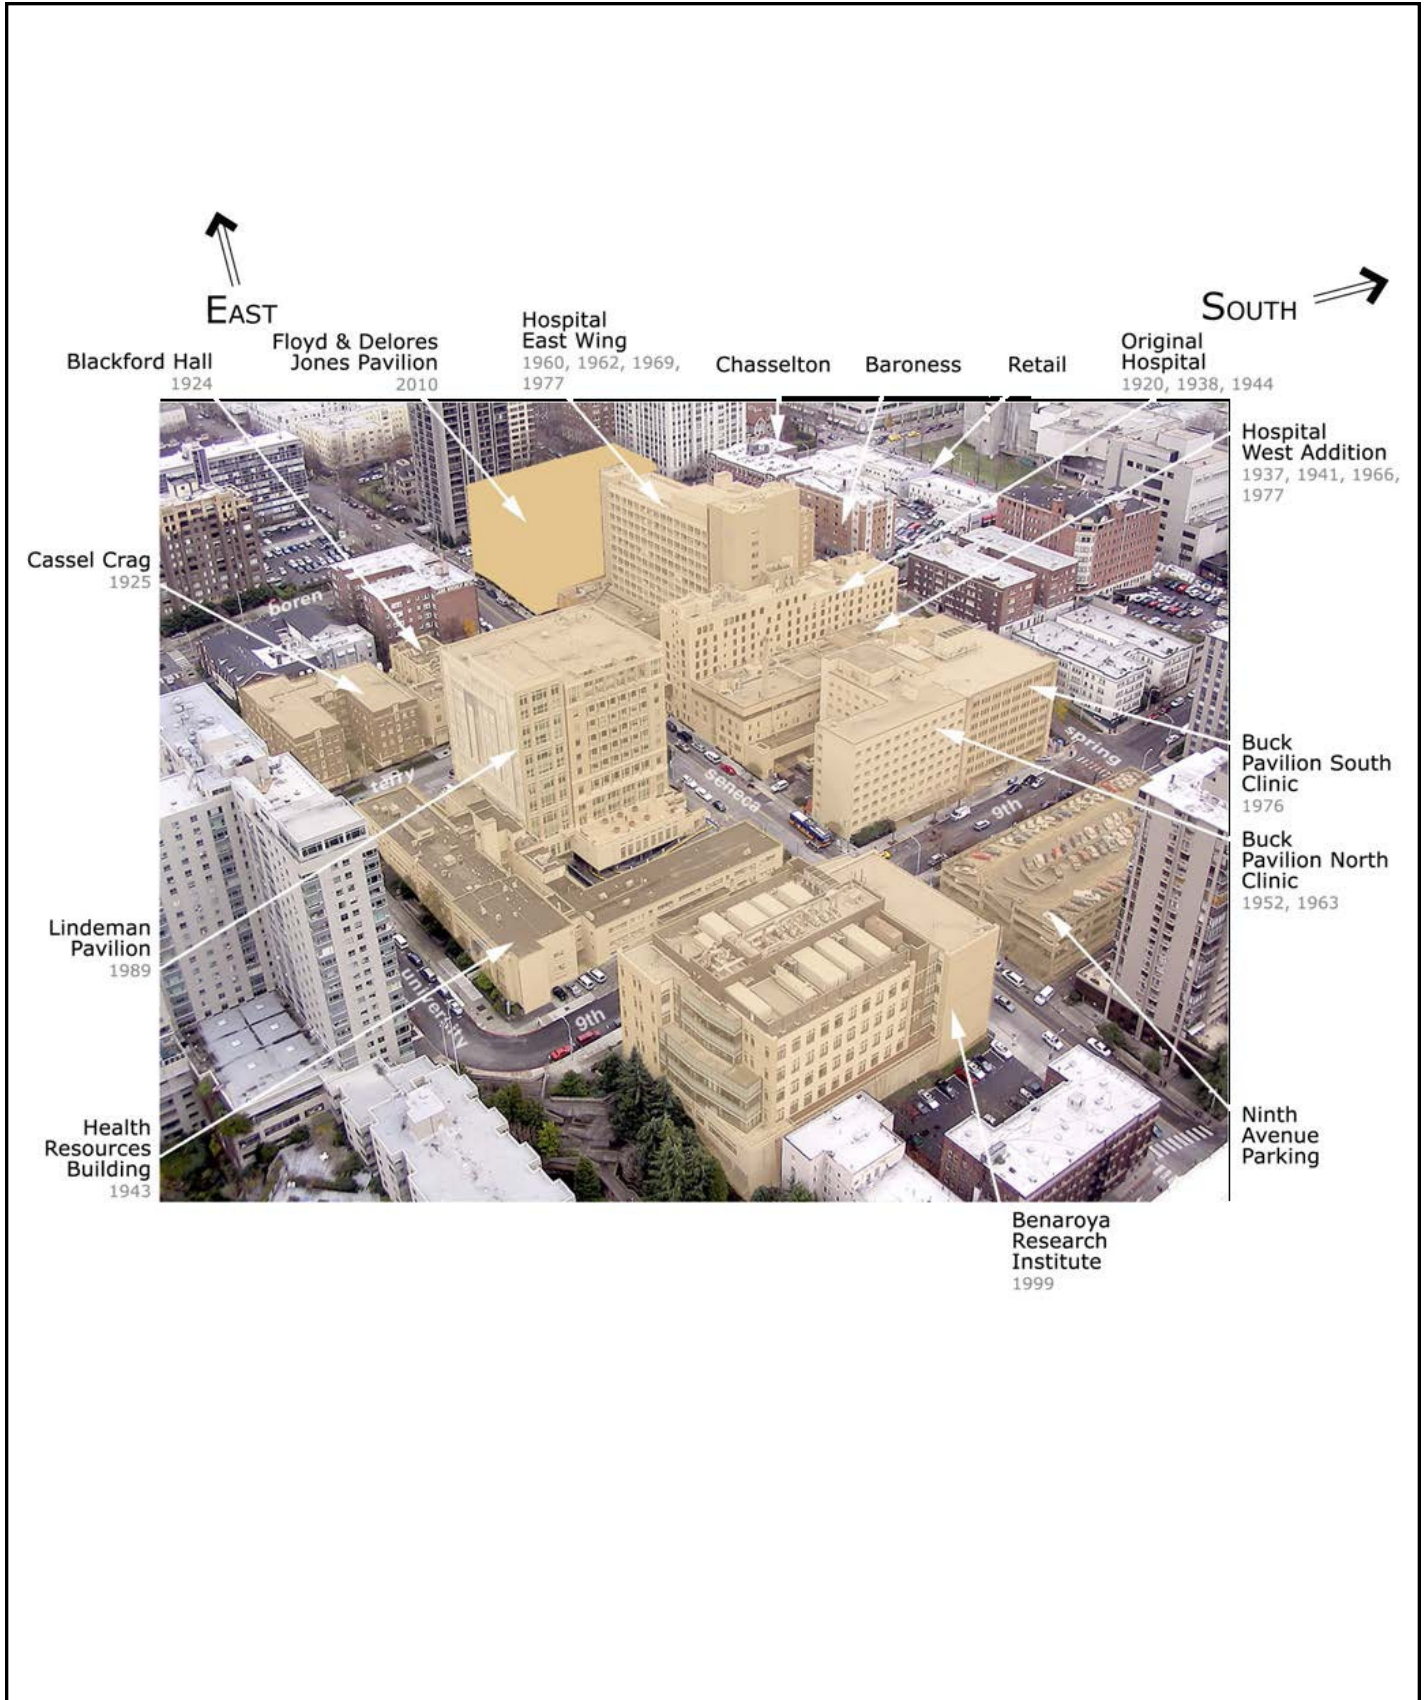 EAST
SOUTH
Blackford Hall
1924
Floyd & Delores
Jones Pavilion
2010
Hospital
East Wing
1960, 1962, 1969,
1977
Chasselton
Baroness
Retail
Original
Hospital
1920, 1938, 1944
Hospital
West Addition
1937, 1941, 1966,
1977
Cassel Crag
1925
boren
terry
seneca
spring
9th
Buck
Pavilion South
Clinic
1976
Buck
Pavilion North
Clinic
1952, 1963
Lindeman
Pavilion
1989
university
9th
Health
Resources
Building
1943
Ninth
Avenue
Parking
Benaroya
Research
Institute
1999